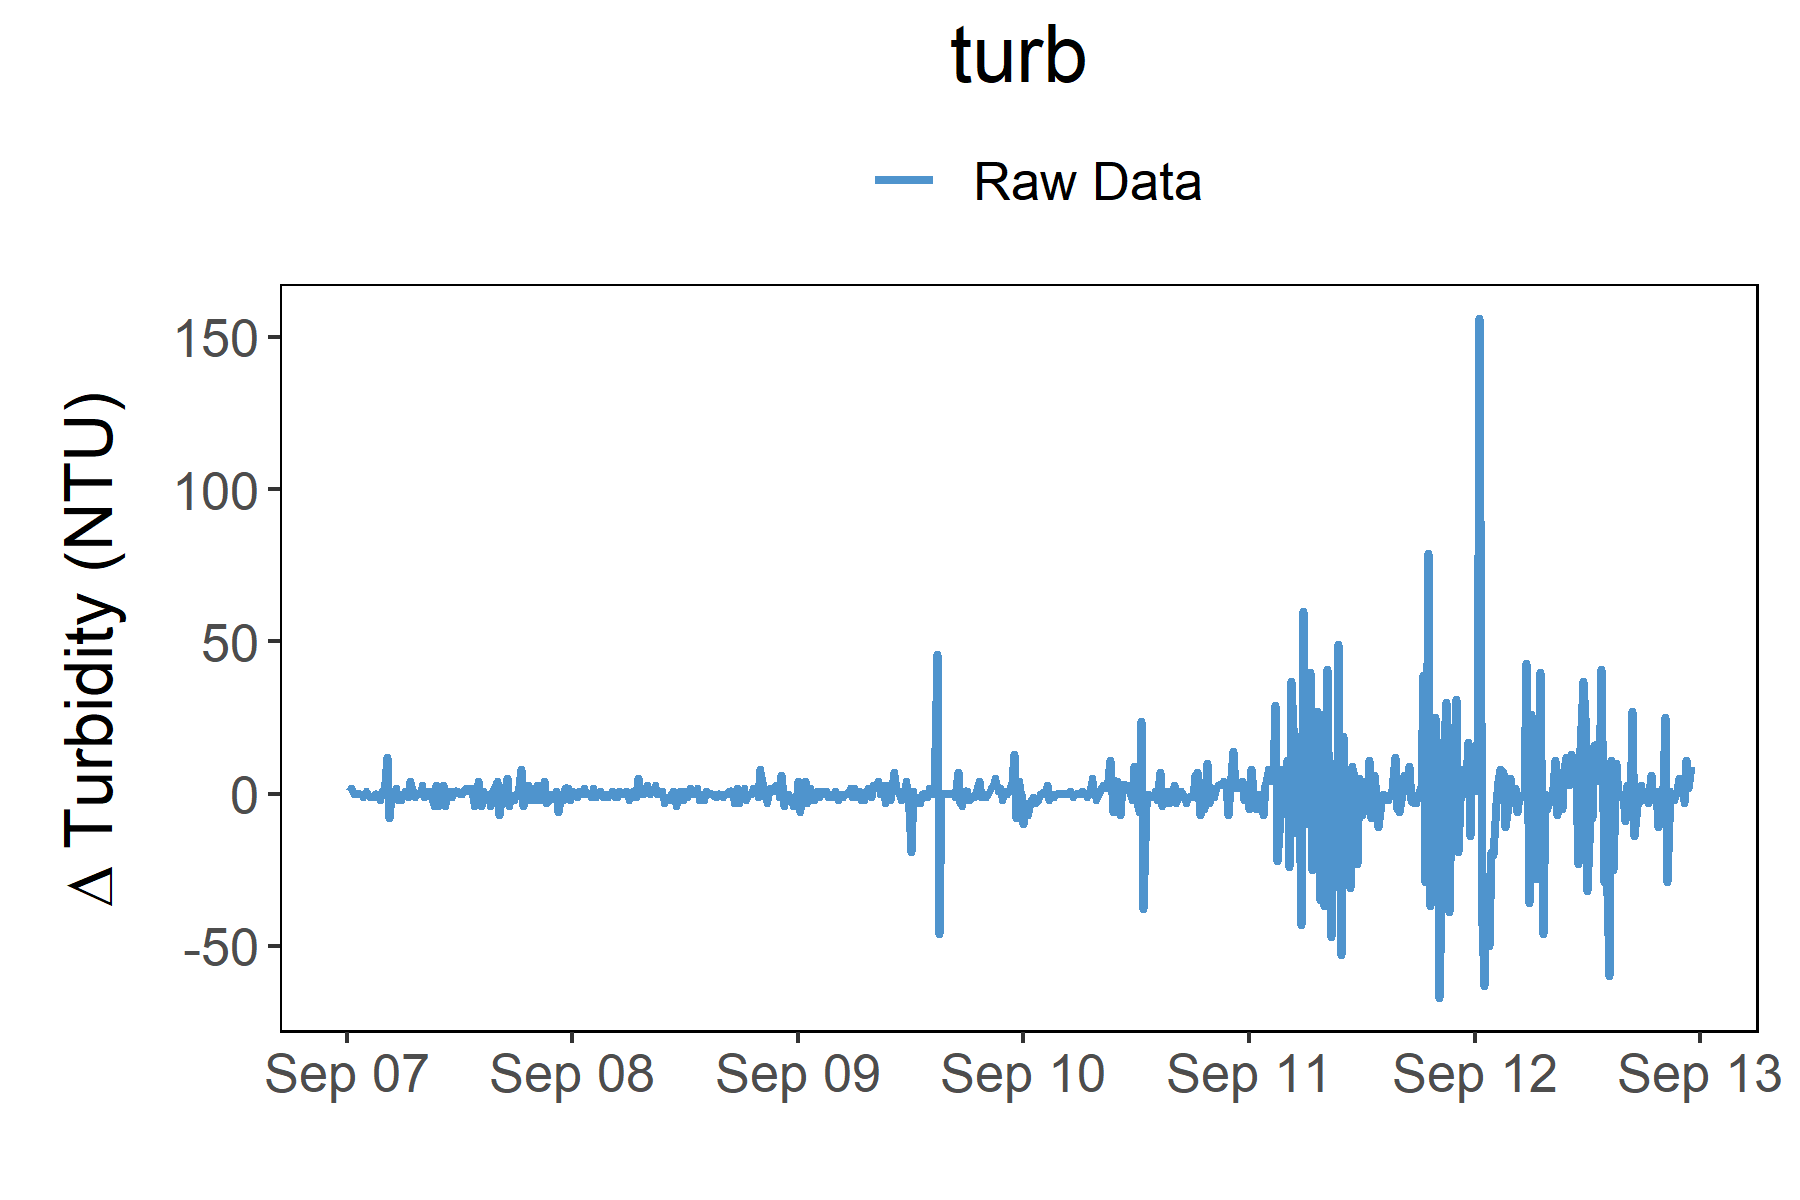 turb
Raw Data
Δ Turbidity (NTU)
150
100
50
0
-50
Sep 07
Sep 08
Sep 09
Sep 10
Sep 11
Sep 12
Sep 13